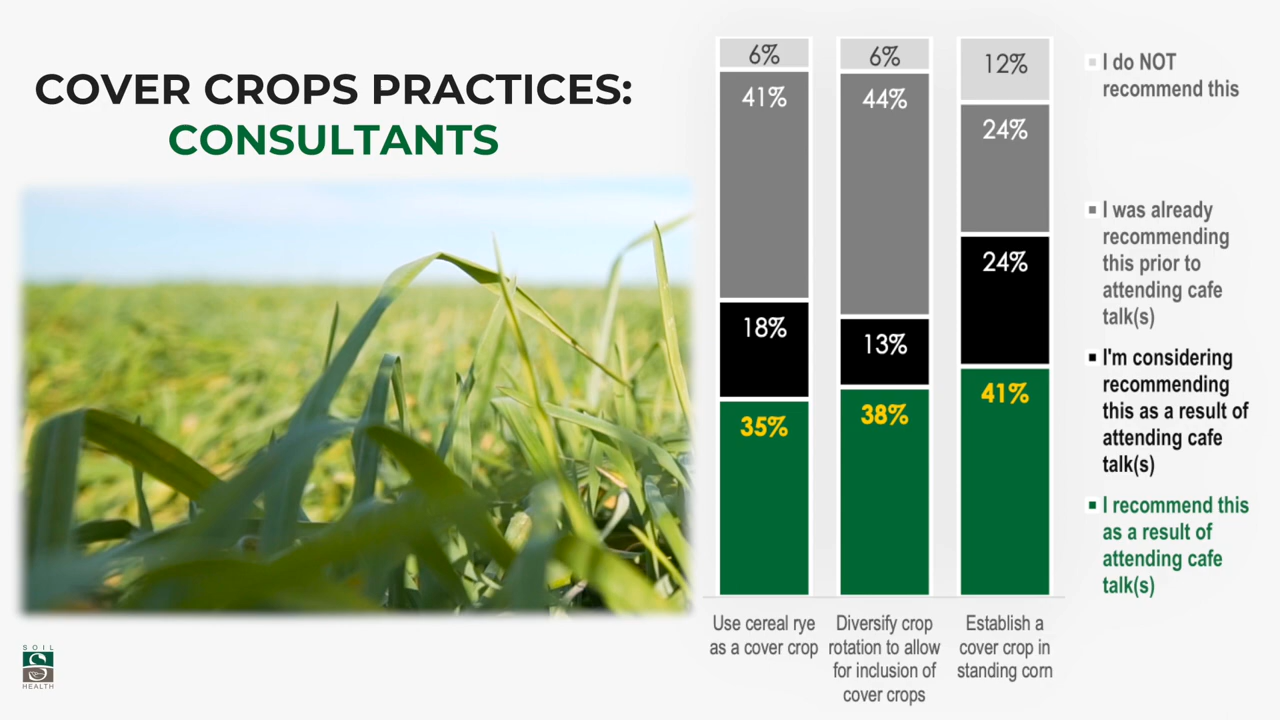 COVER CROPS PRACTICES:
CONSULTANTS
6%
41%
18%
35%
6%
44%
13%
38%
12%
24%
24%
41%
Use cereal rye
as a cover crop
Diversify crop
rotation to allow
for inclusion of
cover crops
Establish a
cover crop in
standing corn
I do NOT
recommend this
I was already
recommending
this prior to
attending cafe
talk(s)
I'm considering
recommending
this as a result of
attending cafe
talk(s)
I recommend this
as a result of
attending cafe
talk(s)
SOIL
HEALTH